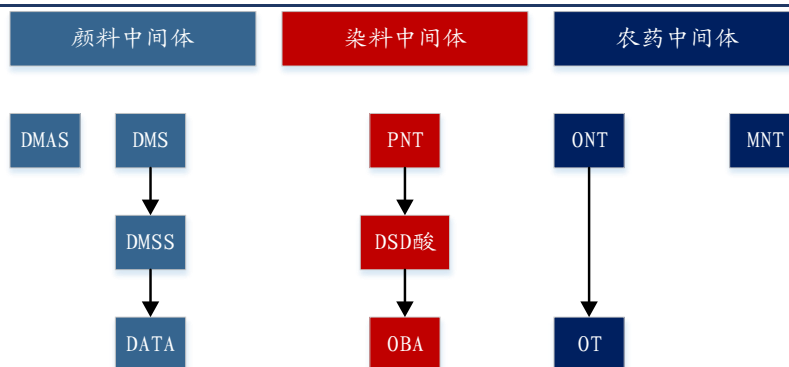 颜料中间体
染料中间体
农药中间体
DMAS
DMS
PNT
ONT
MNT
DMSS
DSD酸
DATA
OBA
OT